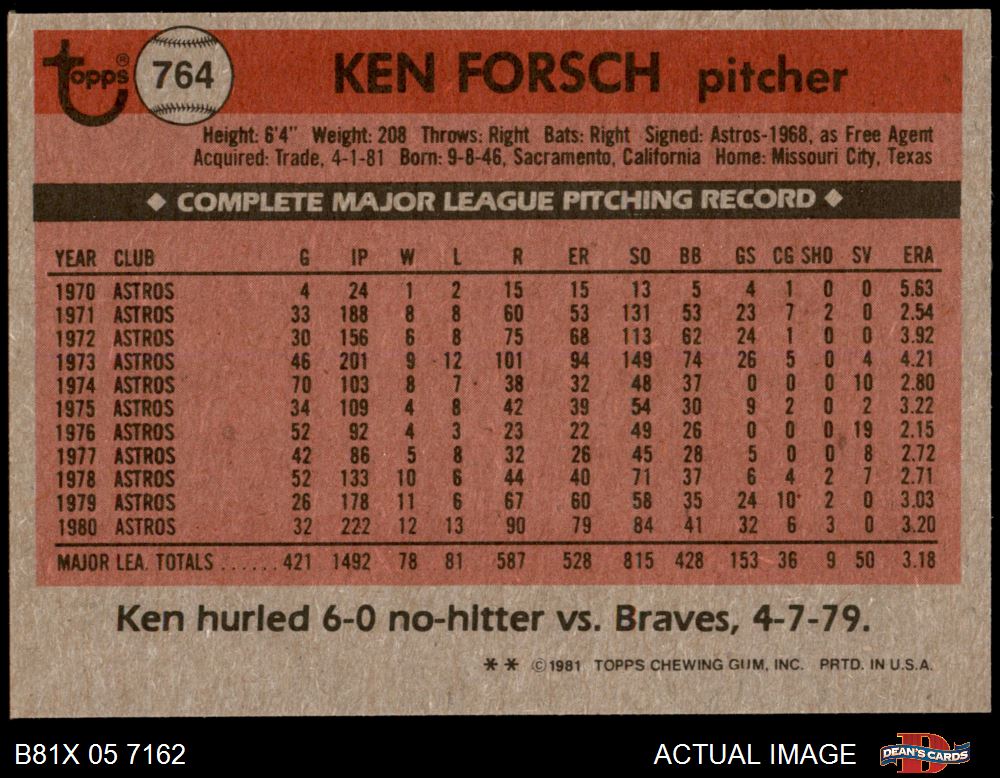 Topps® 764 KEN FORSCH pitcher
Height: 6'4" Weight: 208 Throws: Right Bats: Right Signed: Astros-1968, as Free Agent
Acquired: Trade, 4-1-81 Born: 9-8-46, Sacramento, California Home: Missouri City, Texas
◆ COMPLETE MAJOR LEAGUE PITCHING RECORD ◆
YEAR CLUB G IP W L R ER SO BB GS CG SHO SV ERA
1970 ASTROS 4 24 1 2 15 15 13 5 4 1 0 0 5.63
1971 ASTROS 33 188 8 8 60 53 131 53 23 7 2 0 2.54
1972 ASTROS 30 156 6 8 75 68 113 62 24 1 0 0 3.92
1973 ASTROS 46 201 9 12 101 94 149 74 26 5 0 4 4.21
1974 ASTROS 70 103 8 7 38 32 48 37 0 0 0 10 2.80
1975 ASTROS 34 109 4 8 42 39 54 30 9 2 0 2 3.22
1976 ASTROS 52 92 4 3 23 22 49 26 0 0 0 19 2.15
1977 ASTROS 42 86 5 8 32 26 45 28 5 0 0 8 2.72
1978 ASTROS 52 133 10 6 44 40 71 37 6 4 2 7 2.71
1979 ASTROS 26 178 11 6 67 60 58 35 24 10 2 0 3.03
1980 ASTROS 32 222 12 13 90 79 84 41 32 6 3 0 3.20
MAJOR LEA. TOTALS ......421 1492 78 81 587 528 815 428 153 36 9 50 3.18
Ken hurled 6-0 no-hitter vs. Braves, 4-7-79.
** ©1981 TOPPS CHEWING GUM, INC. PRTD. IN U.S.A.
B81X 05 7162 ACTUAL IMAGE DEAN'S CARDS